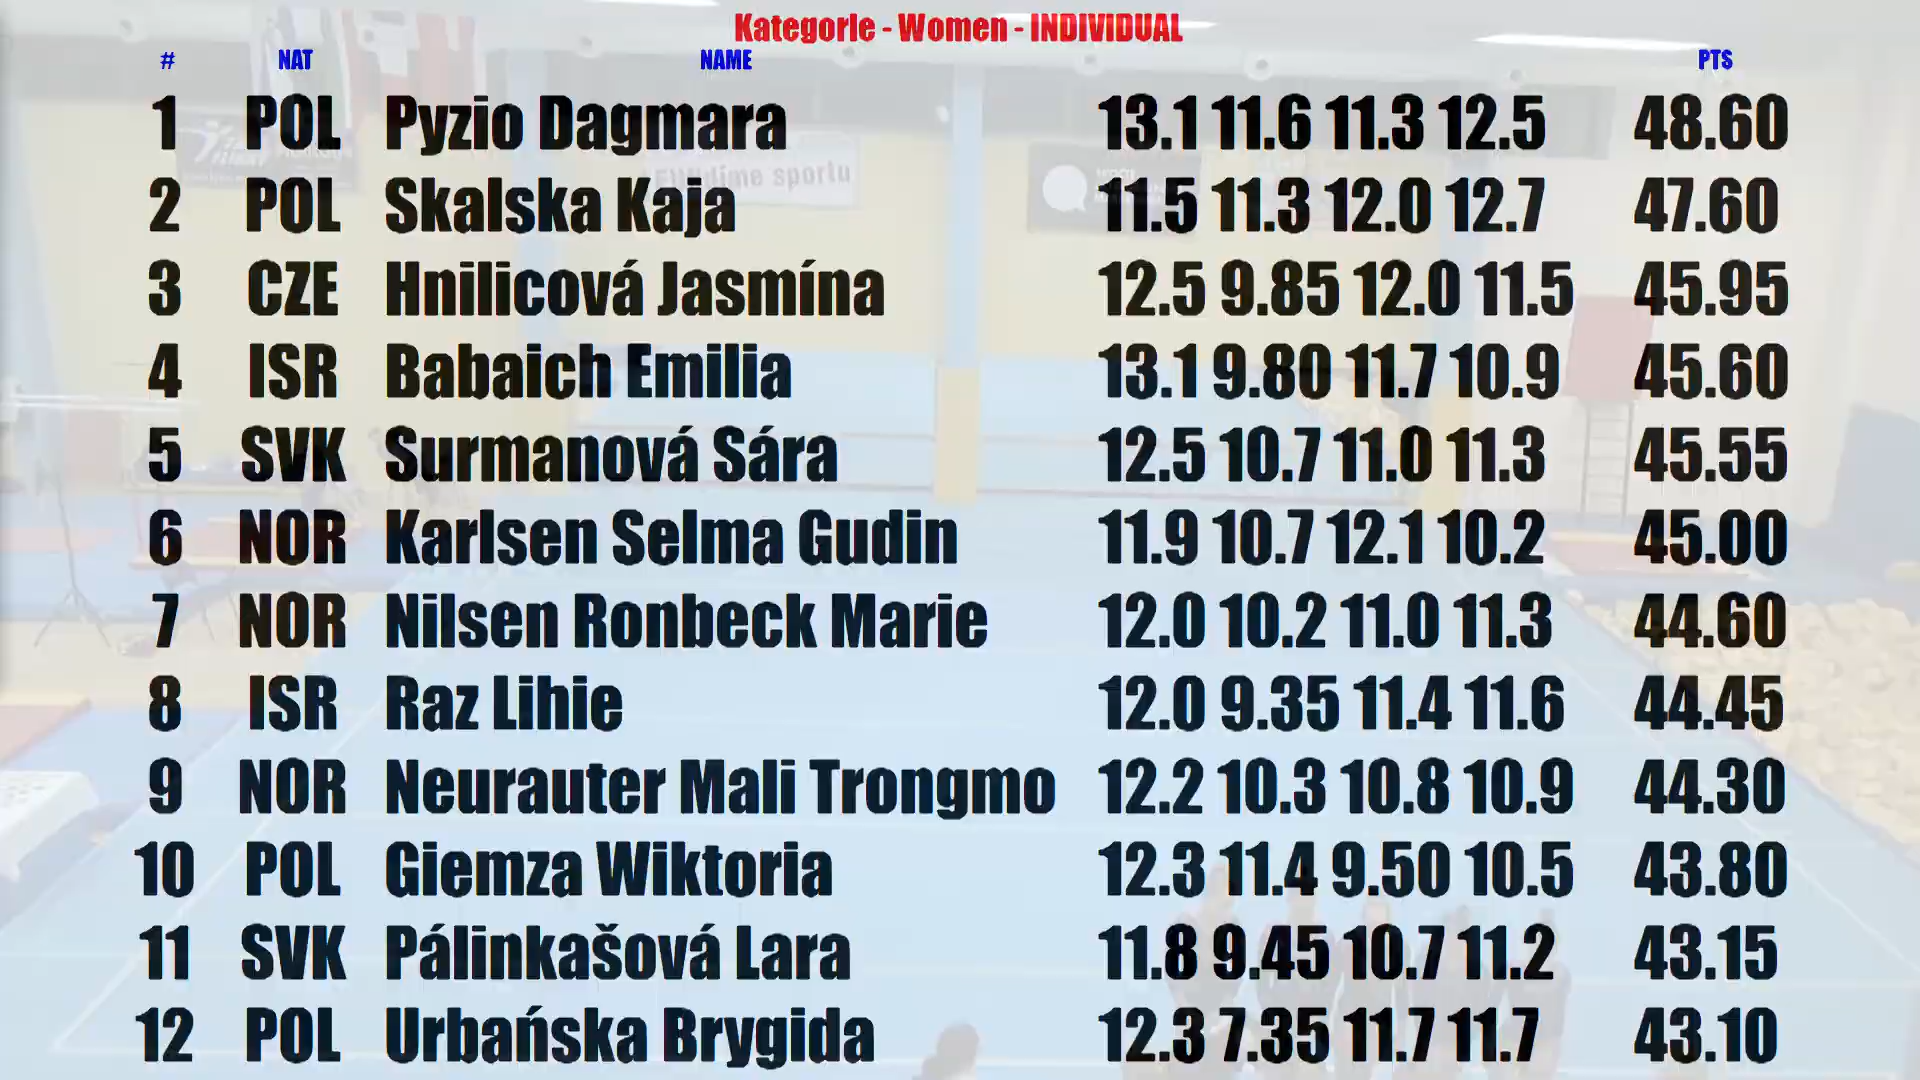 Kategorle - Women - INDIVIDUAL
# NAT NAME PTS
1 POL Pyzio Dagmara 13.1 11.6 11.3 12.5 48.60
2 POL Skalska Kaja 11.5 11.3 12.0 12.7 47.60
3 CZE Hnilicová Jasmína 12.5 9.85 12.0 11.5 45.95
4 ISR Babaich Emilia 13.1 9.80 11.7 10.9 45.60
5 SVK Surmanová Sára 12.5 10.7 11.0 11.3 45.55
6 NOR Karlsen Selma Gudin 11.9 10.7 12.1 10.2 45.00
7 NOR Nilsen Ronbeck Marie 12.0 10.2 11.0 11.3 44.60
8 ISR Raz Lihie 12.0 9.35 11.4 11.6 44.45
9 NOR Neurauter Mali Trongmo 12.2 10.3 10.8 10.9 44.30
10 POL Giemza Wiktoria 12.3 11.4 9.50 10.5 43.80
11 SVK Pálinkašová Lara 11.8 9.45 10.7 11.2 43.15
12 POL Urbańska Brygida 12.3 7.35 11.7 11.7 43.10
sportu